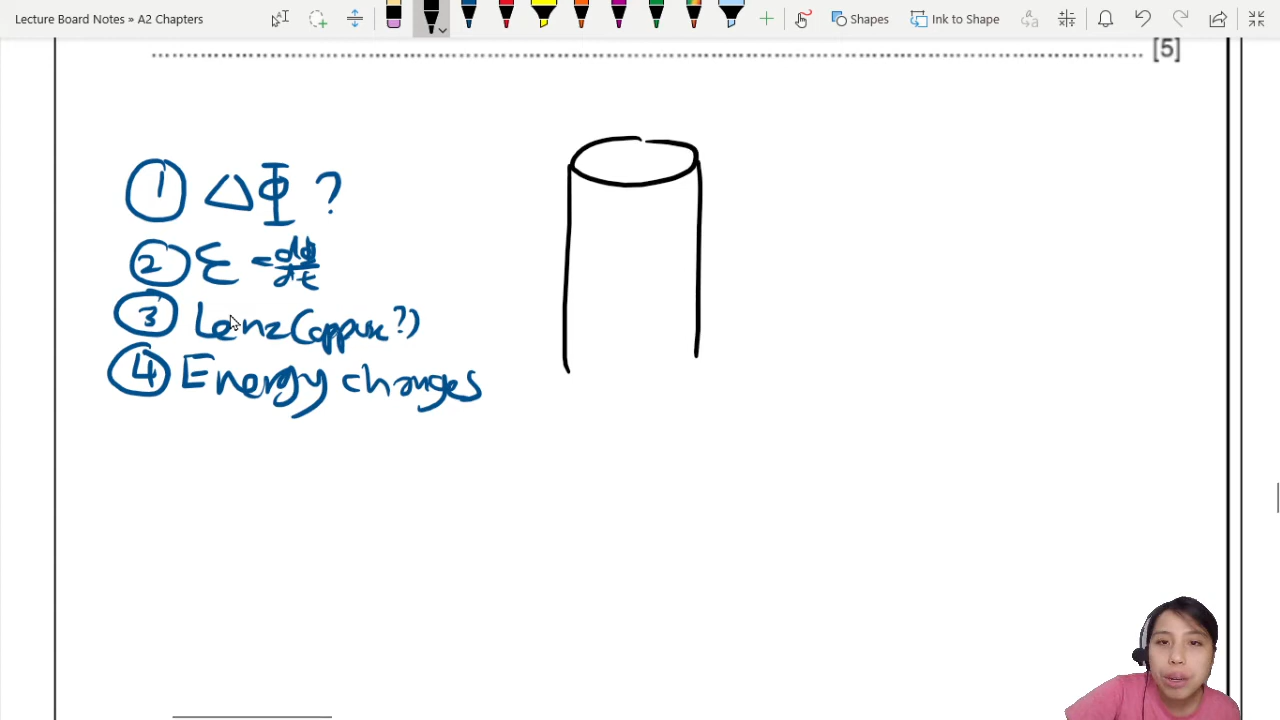 Lecture Board Notes » A2 Chapters
Shapes
Ink to Shape
[5]
1 ΔΦ ?
2 ε = dΦ/dt
3 Lenz (oppose?)
4 Energy changes